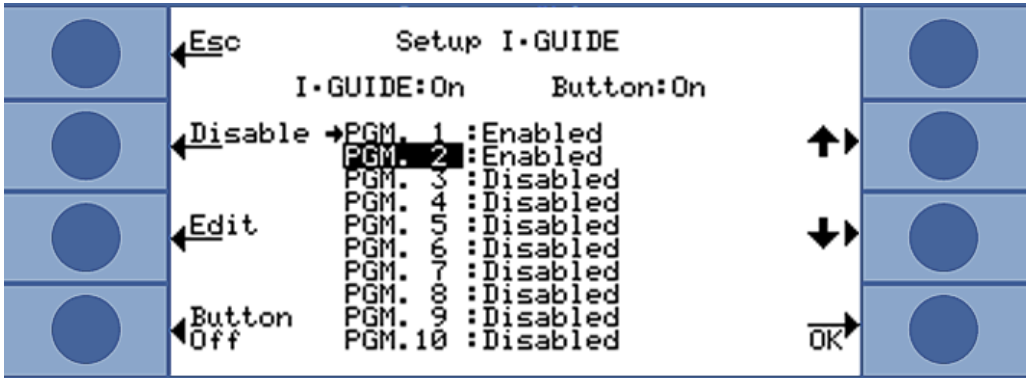 Esc Setup I·GUIDE
I·GUIDE:On Button:On
Disable PGM. 1 :Enabled
PGM. 2 :Enabled
PGM. 3 :Disabled
PGM. 4 :Disabled
Edit PGM. 5 :Disabled
PGM. 6 :Disabled
PGM. 7 :Disabled
PGM. 8 :Disabled
Button PGM. 9 :Disabled
Off PGM.10 :Disabled OK